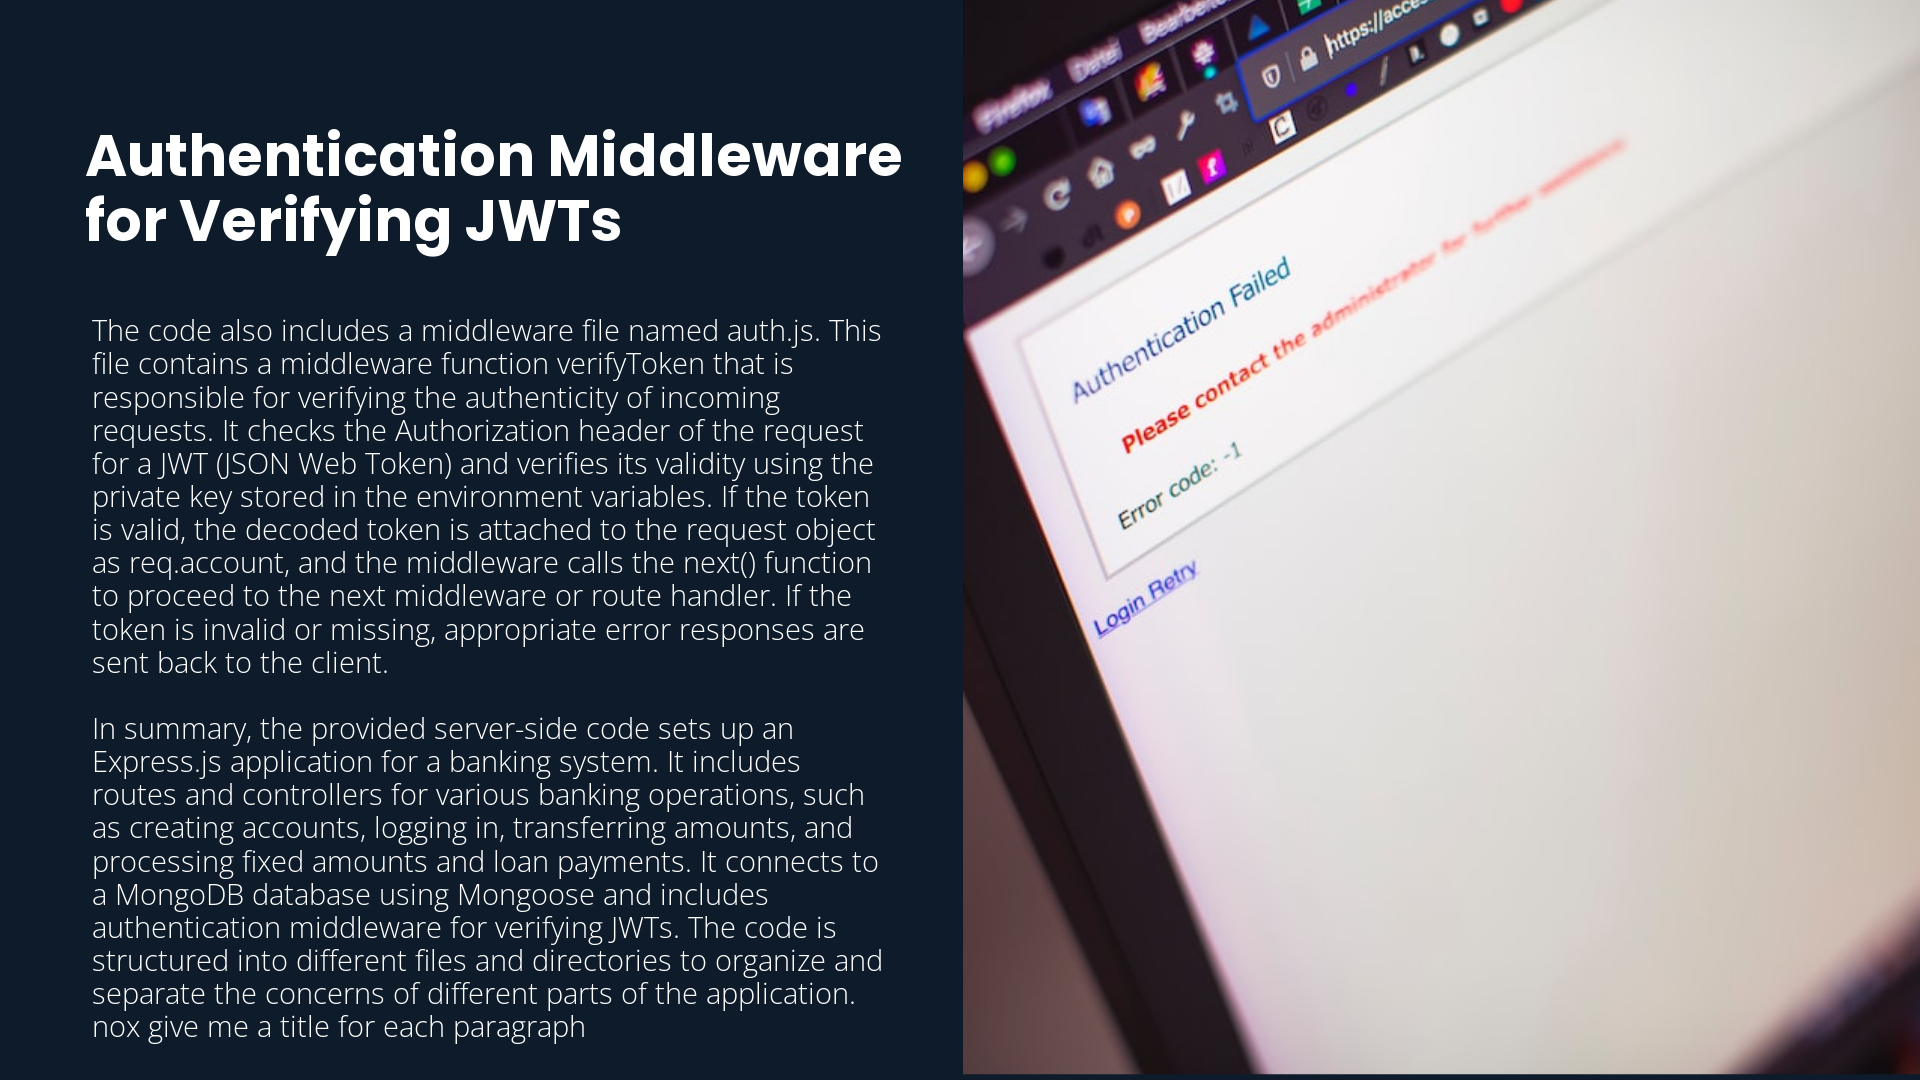 Authentication Middleware
for Verifying JWTs
The code also includes a middleware file named auth.js. This
file contains a middleware function verifyToken that is
responsible for verifying the authenticity of incoming
requests. It checks the Authorization header of the request
for a JWT (JSON Web Token) and verifies its validity using the
private key stored in the environment variables. If the token
is valid, the decoded token is attached to the request object
as req.account, and the middleware calls the next() function
to proceed to the next middleware or route handler. If the
token is invalid or missing, appropriate error responses are
sent back to the client.
In summary, the provided server-side code sets up an
Express.js application for a banking system. It includes
routes and controllers for various banking operations, such
as creating accounts, logging in, transferring amounts, and
processing fixed amounts and loan payments. It connects to
a MongoDB database using Mongoose and includes
authentication middleware for verifying JWTs. The code is
structured into different files and directories to organize and
separate the concerns of different parts of the application.
nox give me a title for each paragraph
Firefox Datei
https://acce
Authentication Failed
Please contact the administrator for further
Error code: -1
Login Retry